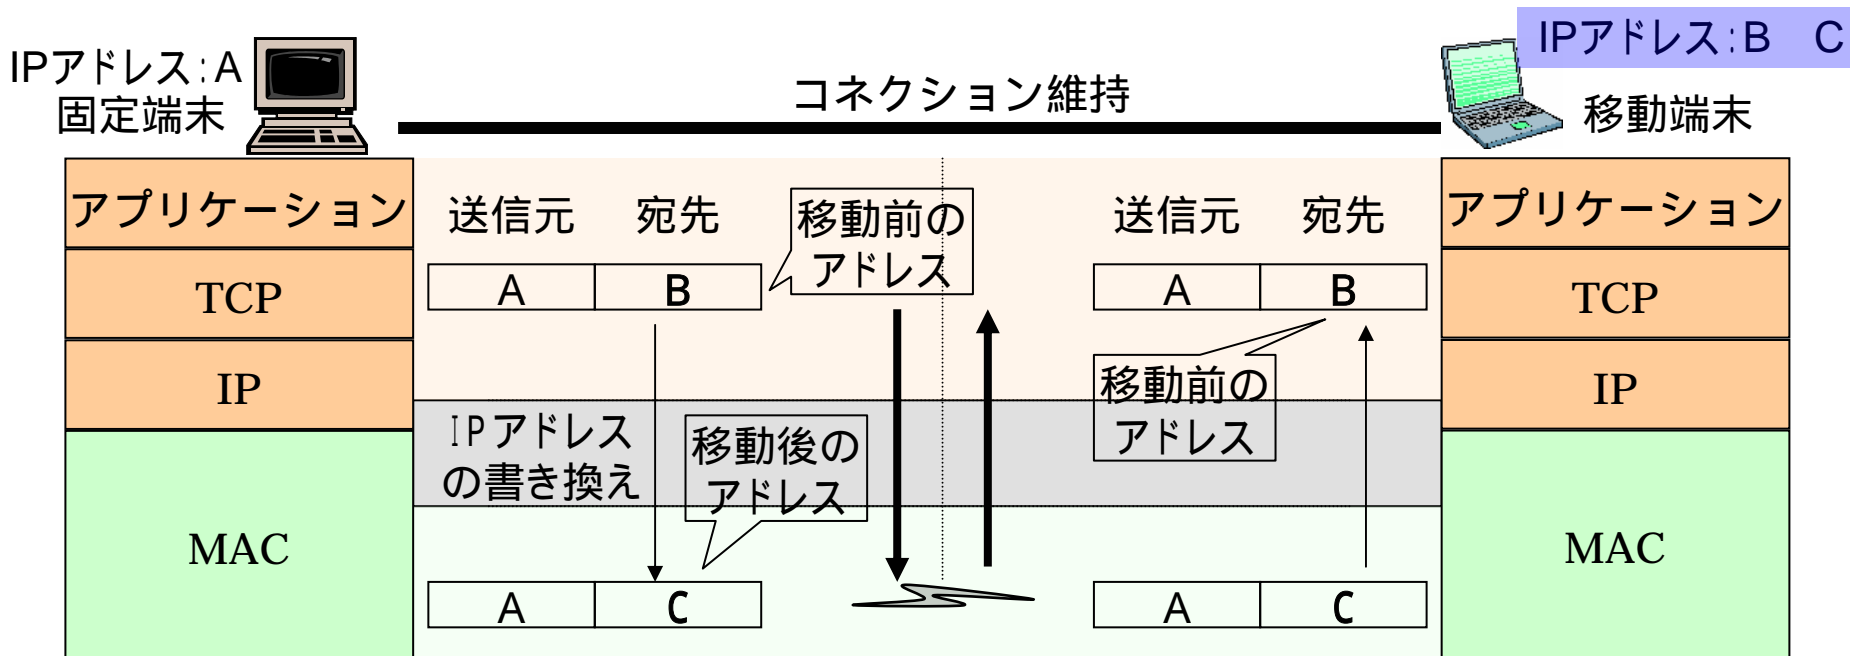 IPアドレス:A
固定端末
コネクション維持
IPアドレス:B C
移動端末
アプリケーション
TCP
IP
MAC
送信元 宛先
A B
移動前の
アドレス
IPアドレス
の書き換え
移動後の
アドレス
A C
送信元 宛先
A B
移動前の
アドレス
A C
アプリケーション
TCP
IP
MAC